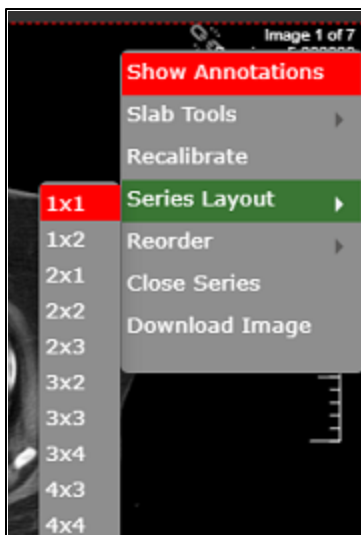 Image 1 of 7
Show Annotations
Slab Tools
Recalibrate
Series Layout
Reorder
Close Series
Download Image
1x1
1x2
2x1
2x2
2x3
3x2
3x3
3x4
4x3
4x4